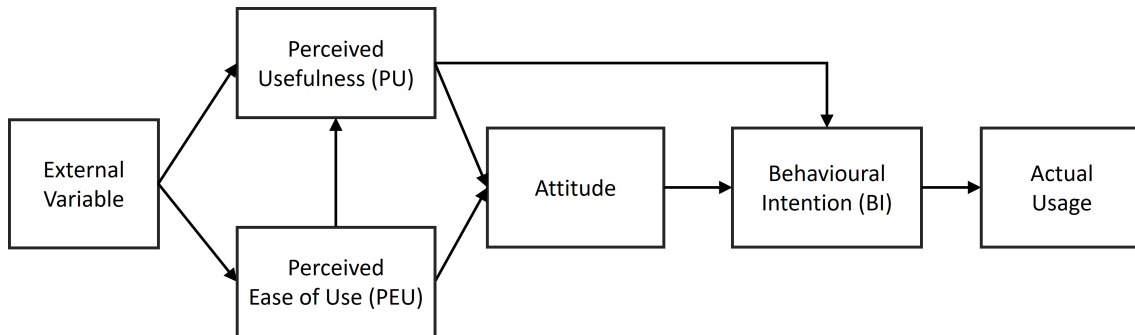 Perceived
Usefulness (PU)
External
Variable
Attitude
Behavioural
Intention (BI)
Actual
Usage
Perceived
Ease of Use (PEU)